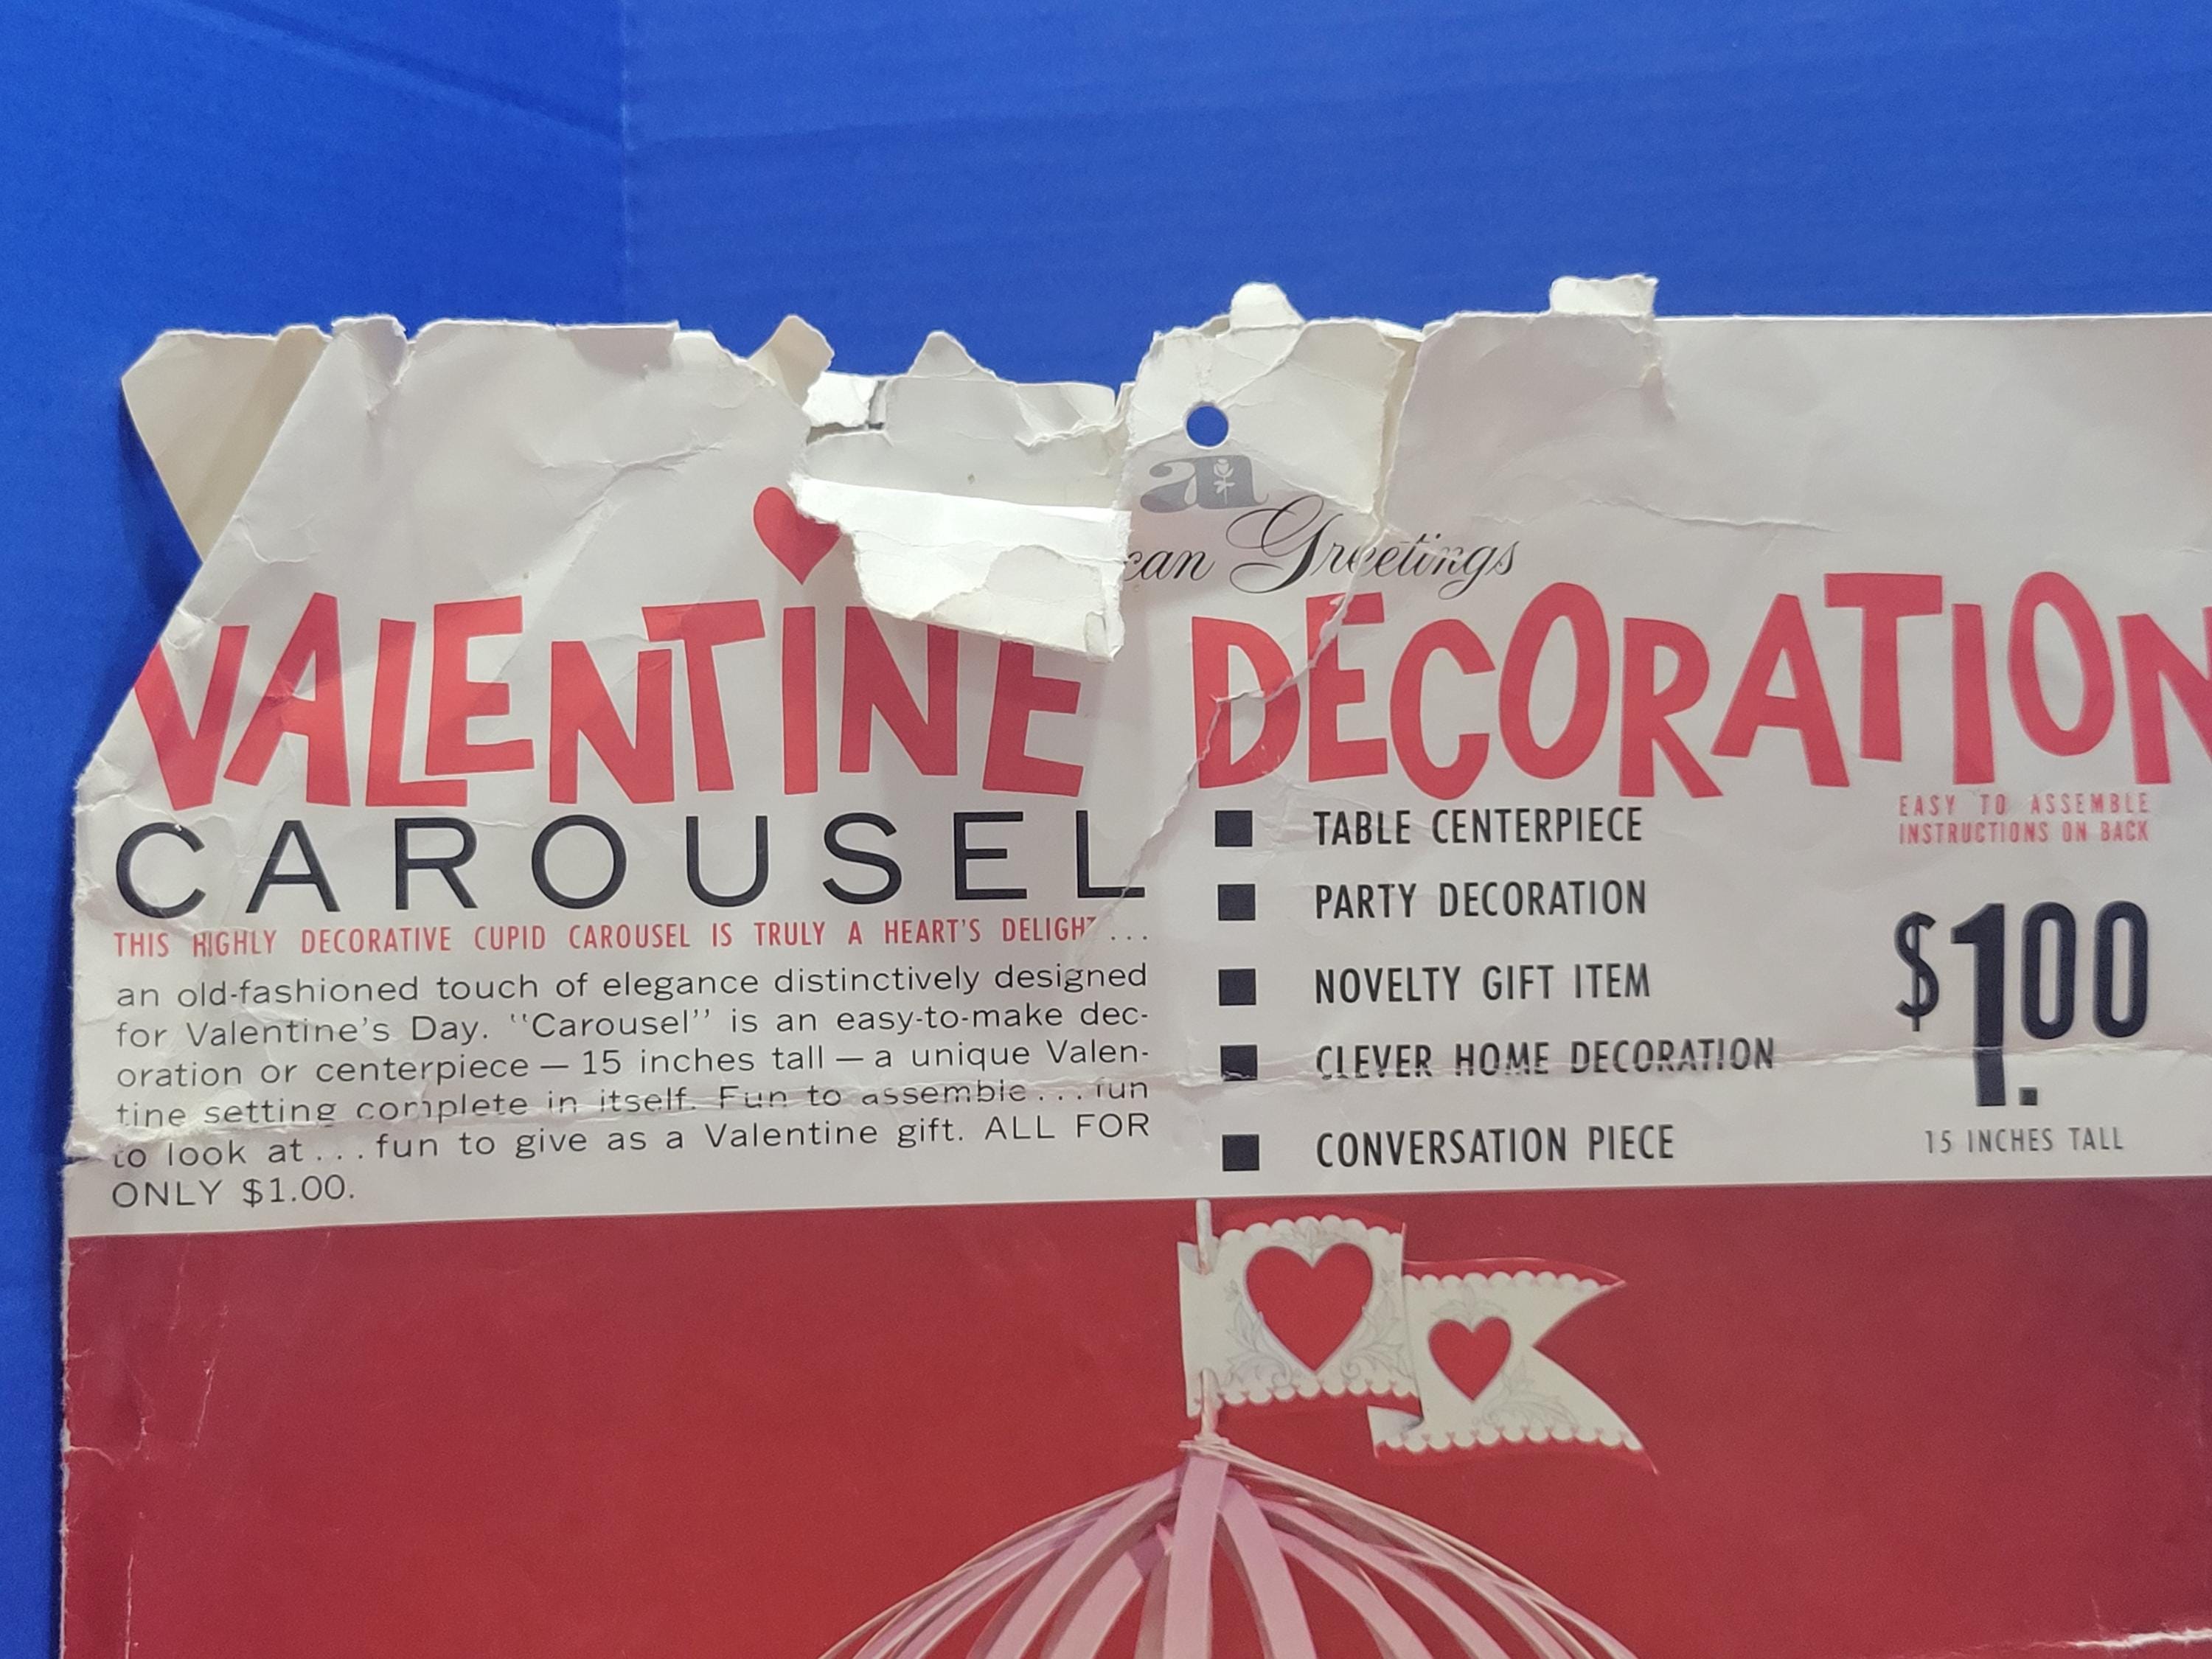 a
can Greetings
VALENTINE DECORATION
CAROUSEL
THIS HIGHLY DECORATIVE CUPID CAROUSEL IS TRULY A HEART'S DELIGHT ...
an old-fashioned touch of elegance distinctively designed
for Valentine's Day. "Carousel" is an easy-to-make dec-
oration or centerpiece — 15 inches tall — a unique Valen-
tine setting complete in itself. Fun to assemble... fun
to look at... fun to give as a Valentine gift. ALL FOR
ONLY $1.00.
■ TABLE CENTERPIECE
■ PARTY DECORATION
■ NOVELTY GIFT ITEM
■ CLEVER HOME DECORATION
■ CONVERSATION PIECE
EASY TO ASSEMBLE
INSTRUCTIONS ON BACK
$1.00
15 INCHES TALL